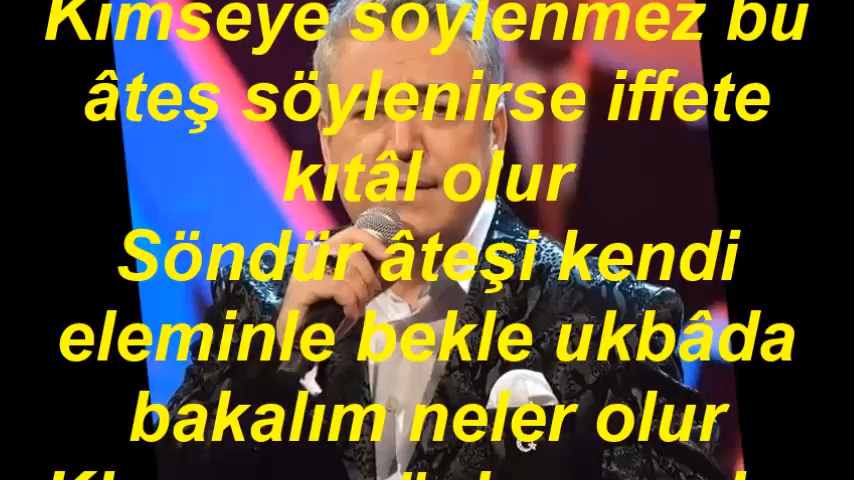 Kimseye söylenmez bu
âteş söylenirse iffete
kıtâl olur
Söndür âteşi kendi
eleminle bekle ukbâda
bakalım neler olur